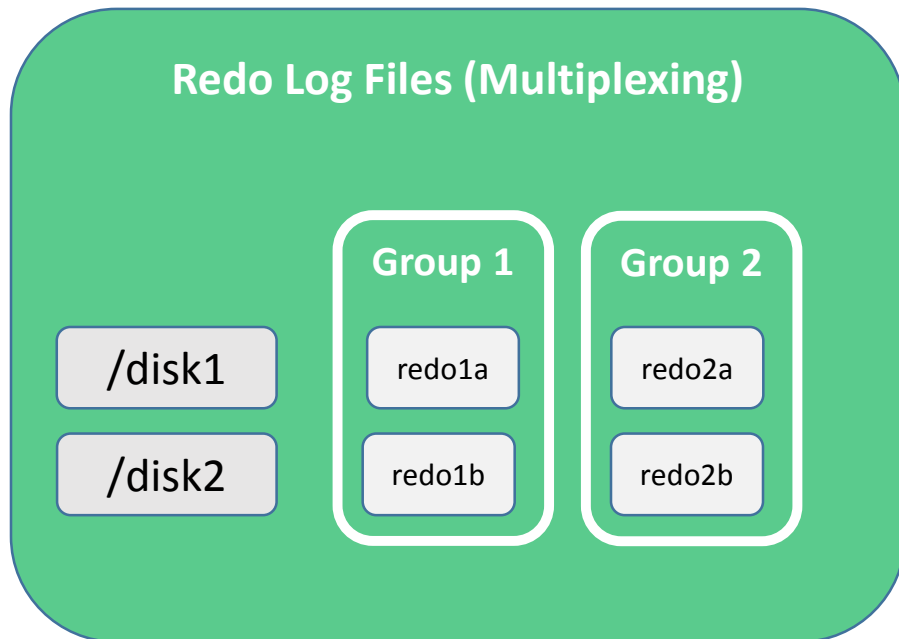 Redo Log Files (Multiplexing)
Group 1
Group 2
/disk1
redo1a
redo2a
/disk2
redo1b
redo2b